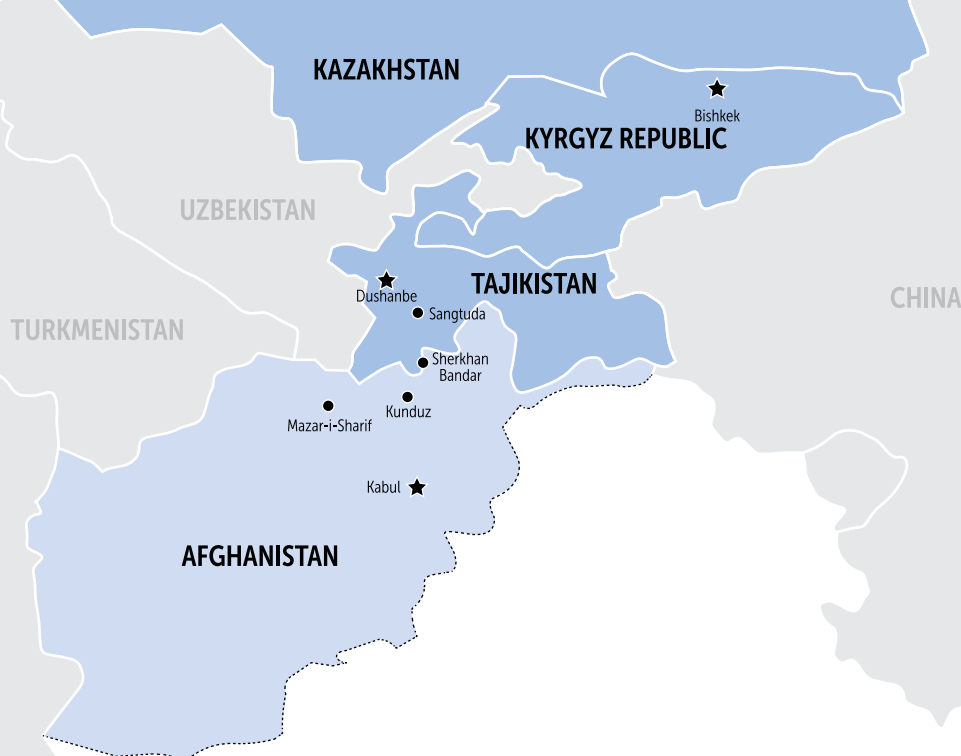 KAZAKHSTAN
Bishkek
KYRGYZ REPUBLIC
UZBEKISTAN
TAJIKISTAN
Dushanbe
CHINA
Sangtuda
TURKMENISTAN
Sherkhan
Bandar
Kunduz
Mazar-i-Sharif
Kabul
AFGHANISTAN